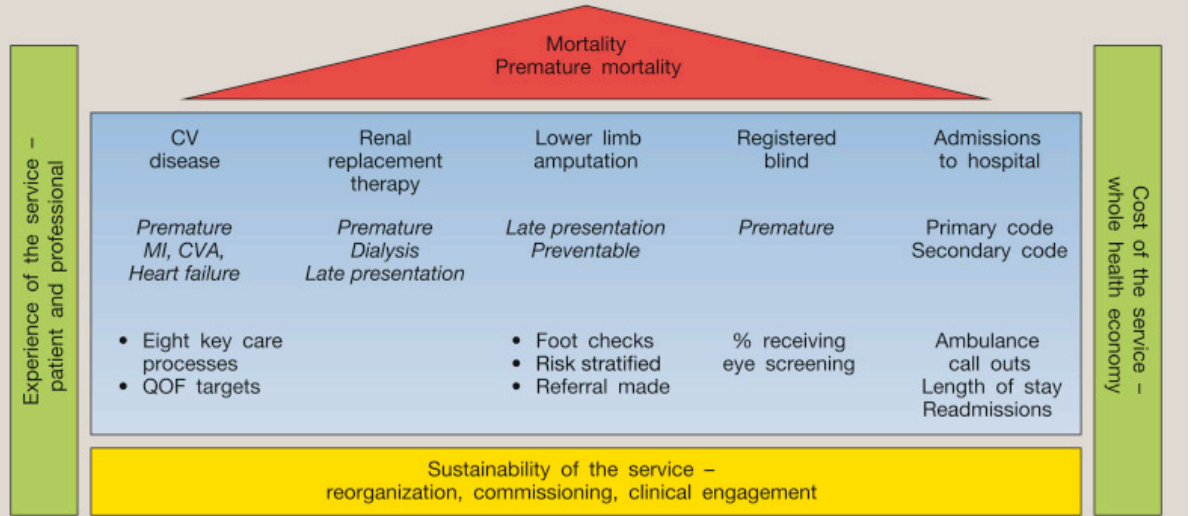 Mortality
Premature mortality
Experience of the service –
patient and professional
CV
disease
Premature
MI, CVA,
Heart failure
• Eight key care
processes
• QOF targets
Renal
replacement
therapy
Premature
Dialysis
Late presentation
Lower limb
amputation
Late presentation
Preventable
• Foot checks
• Risk stratified
• Referral made
Registered
blind
Premature
% receiving
eye screening
Admissions
to hospital
Primary code
Secondary code
Ambulance
call outs
Length of stay
Readmissions
Cost of the service –
whole health economy
Sustainability of the service –
reorganization, commissioning, clinical engagement